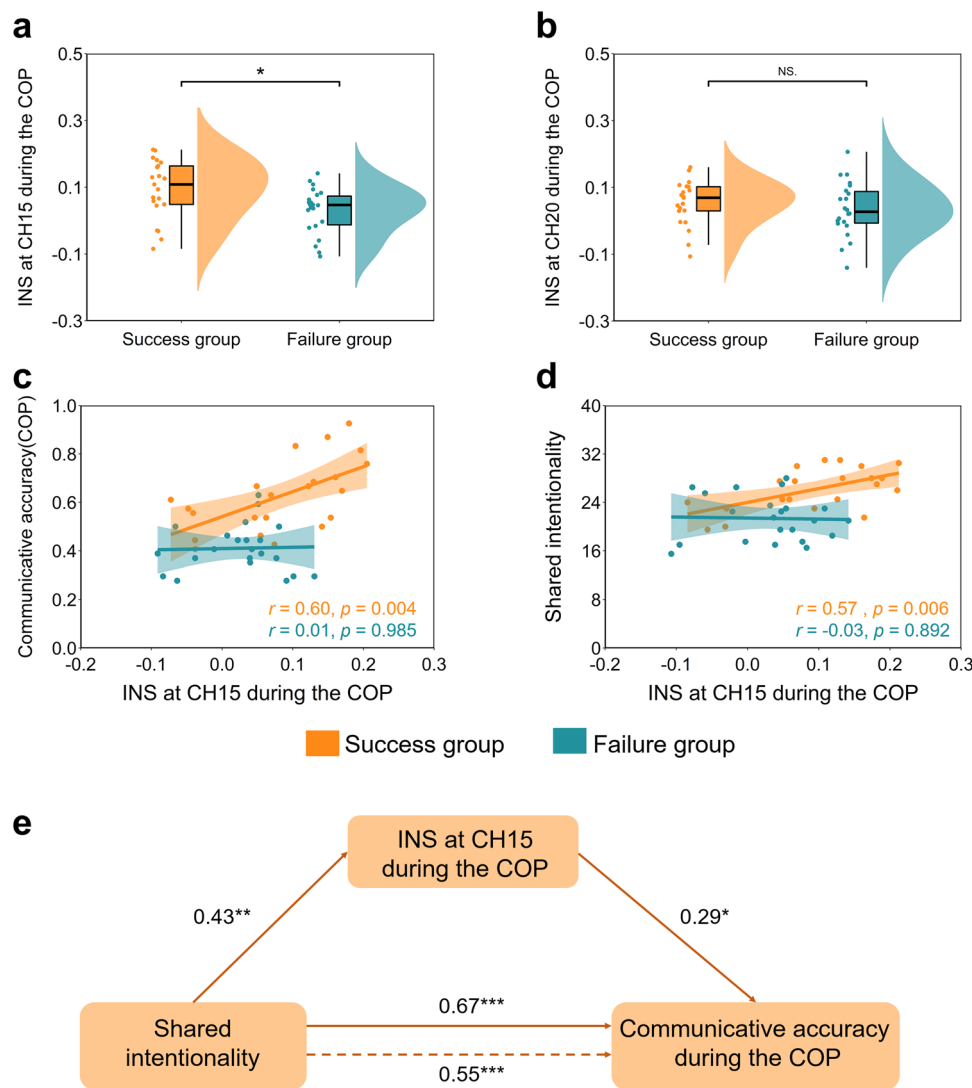 a
INS at CH15 during the COP
0.5
0.3
0.1
-0.1
-0.3
*
Success group
Failure group
b
INS at CH20 during the COP
0.5
0.3
0.1
-0.1
-0.3
NS.
Success group
Failure group
c
Communicative accuracy(COP)
1.0
0.8
0.6
0.4
0.2
0.0
r = 0.60, p = 0.004
r = 0.01, p = 0.985
-0.2
-0.1
0.0
0.1
0.2
0.3
INS at CH15 during the COP
d
Shared intentionality
40
32
24
16
8
0
r = 0.57 , p = 0.006
r = -0.03, p = 0.892
-0.2
-0.1
0.0
0.1
0.2
0.3
INS at CH15 during the COP
Success group
Failure group
e
INS at CH15
during the COP
0.43**
0.29*
Shared
intentionality
0.67***
0.55***
Communicative accuracy
during the COP